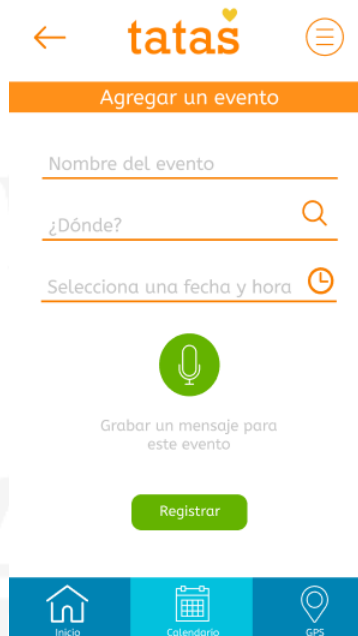 tatas
Agregar un evento
Nombre del evento
¿Dónde?
Selecciona una fecha y hora
Grabar un mensaje para
este evento
Registrar
Inicio
Calendario
GPS